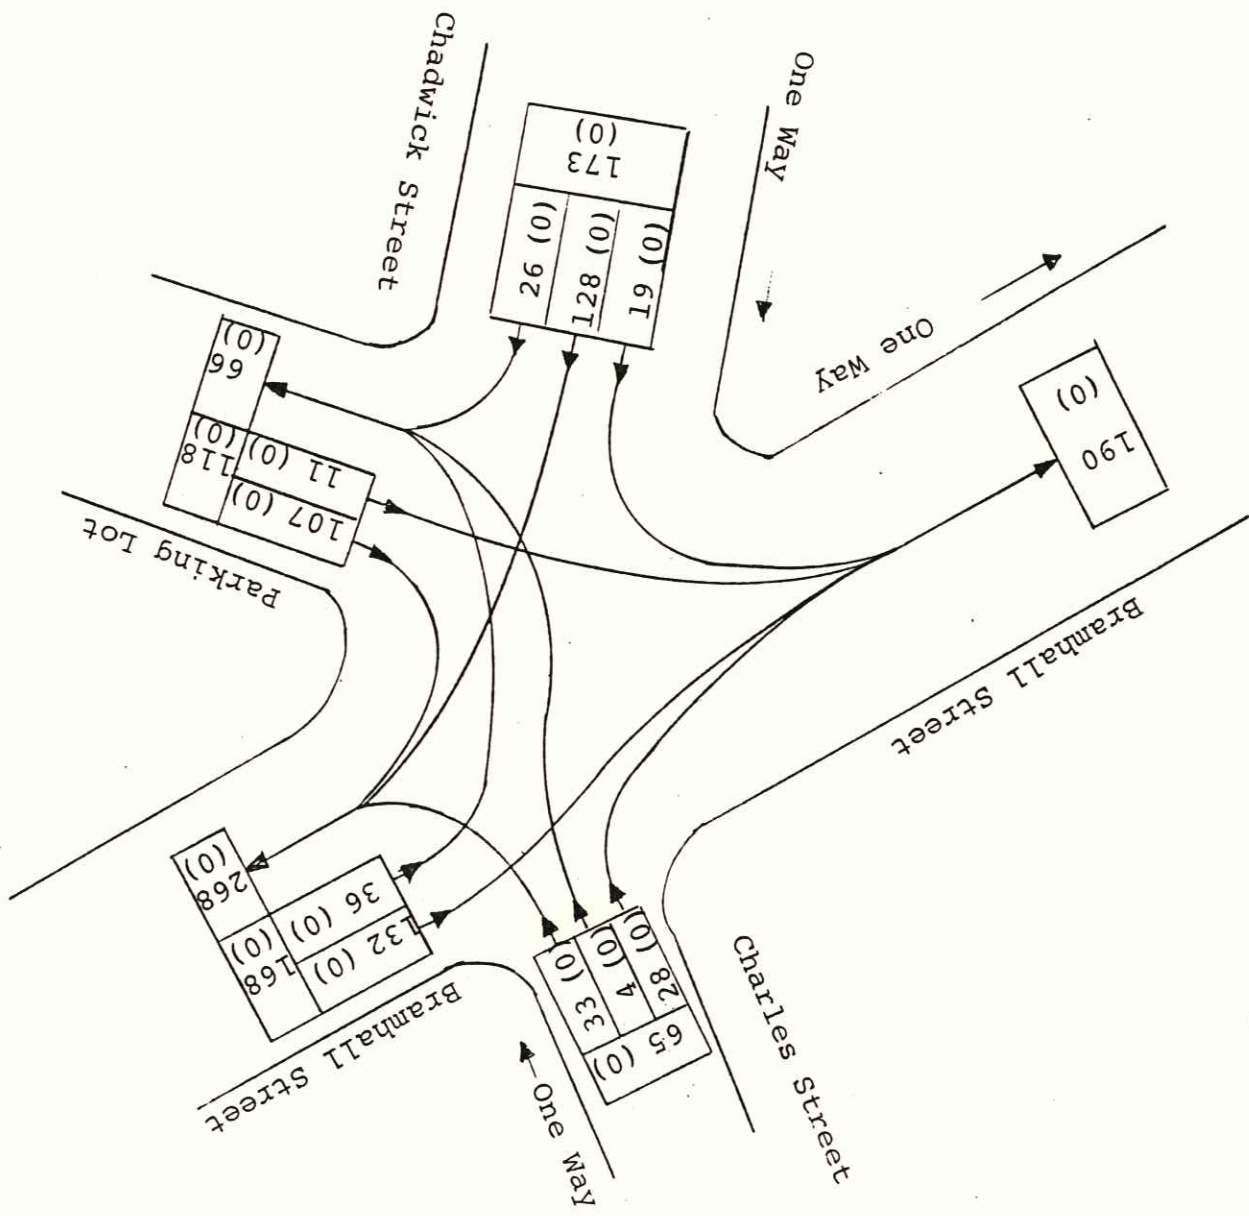 Chadwick Street
One Way
173
(0)
26 (0)
128 (0)
19 (0)
One Way
190
(0)
Bramhall Street
66
(0)
118
(0)
11 (0)
107 (0)
Parking Lot
268
(0)
168
(0)
36 (0)
132 (0)
Bramhall Street
33 (0)
4 (0)
28 (0)
65 (0)
One Way
Charles Street